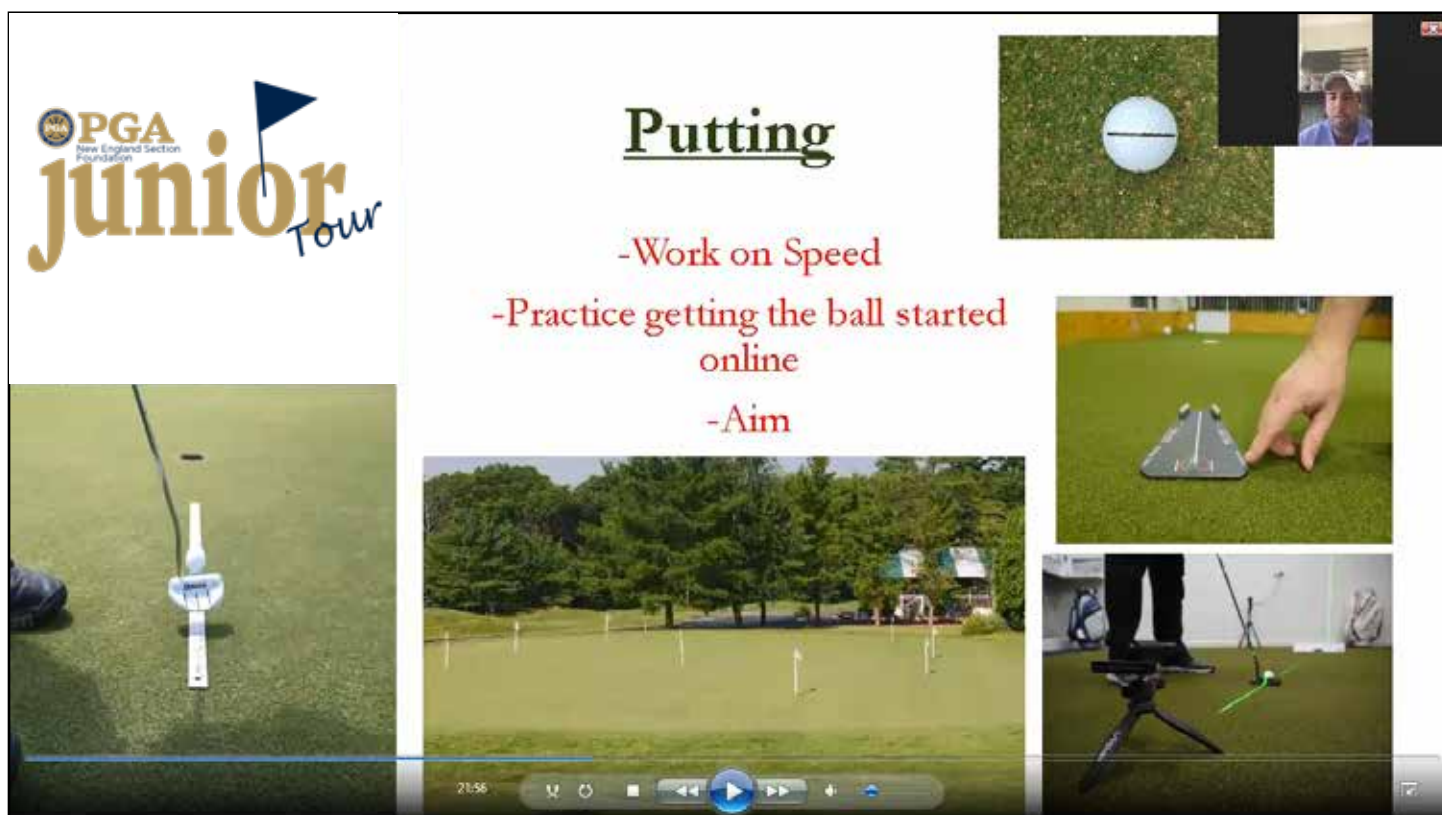 PGA
PGA
New England Section
Foundation
junior
Tour
Putting
-Work on Speed
-Practice getting the ball started
online
-Aim
21:56